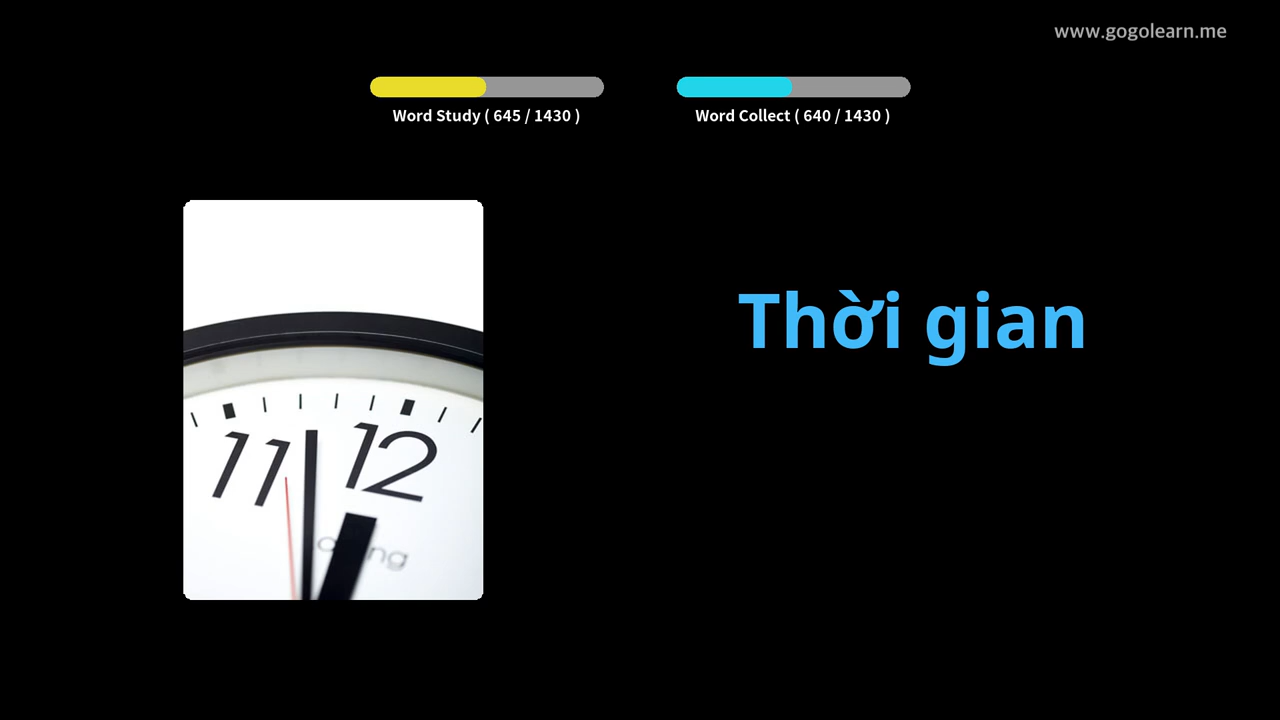 www.gogolearn.me
Word Study ( 645 / 1430 )
Word Collect ( 640 / 1430 )
Thời gian
11
12